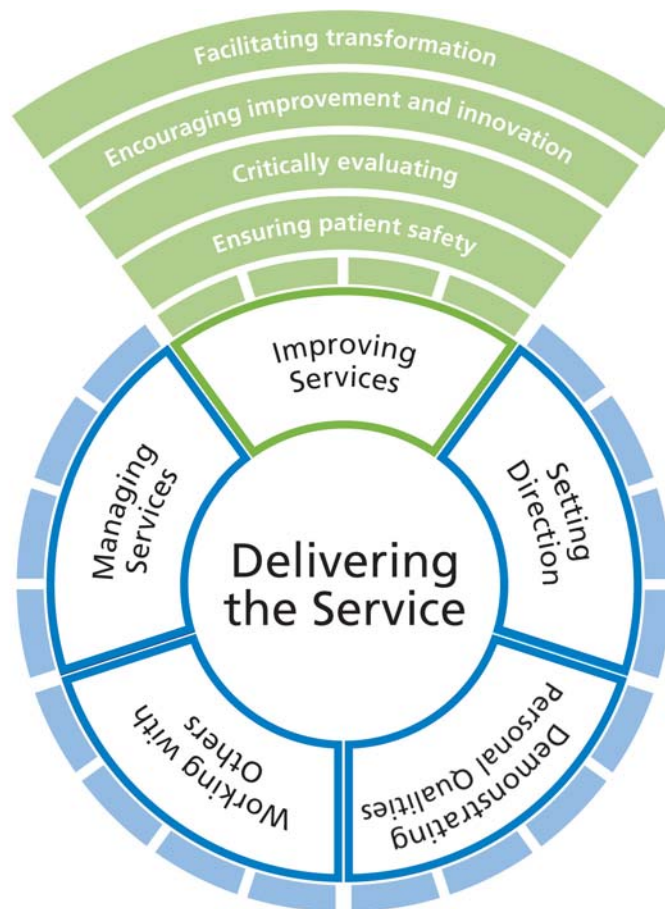 Facilitating transformation
Encouraging improvement and innovation
Critically evaluating
Ensuring patient safety
Improving
Services
Setting
Direction
Demonstrating
Personal Qualities
Working with
Others
Managing
Services
Delivering
the Service